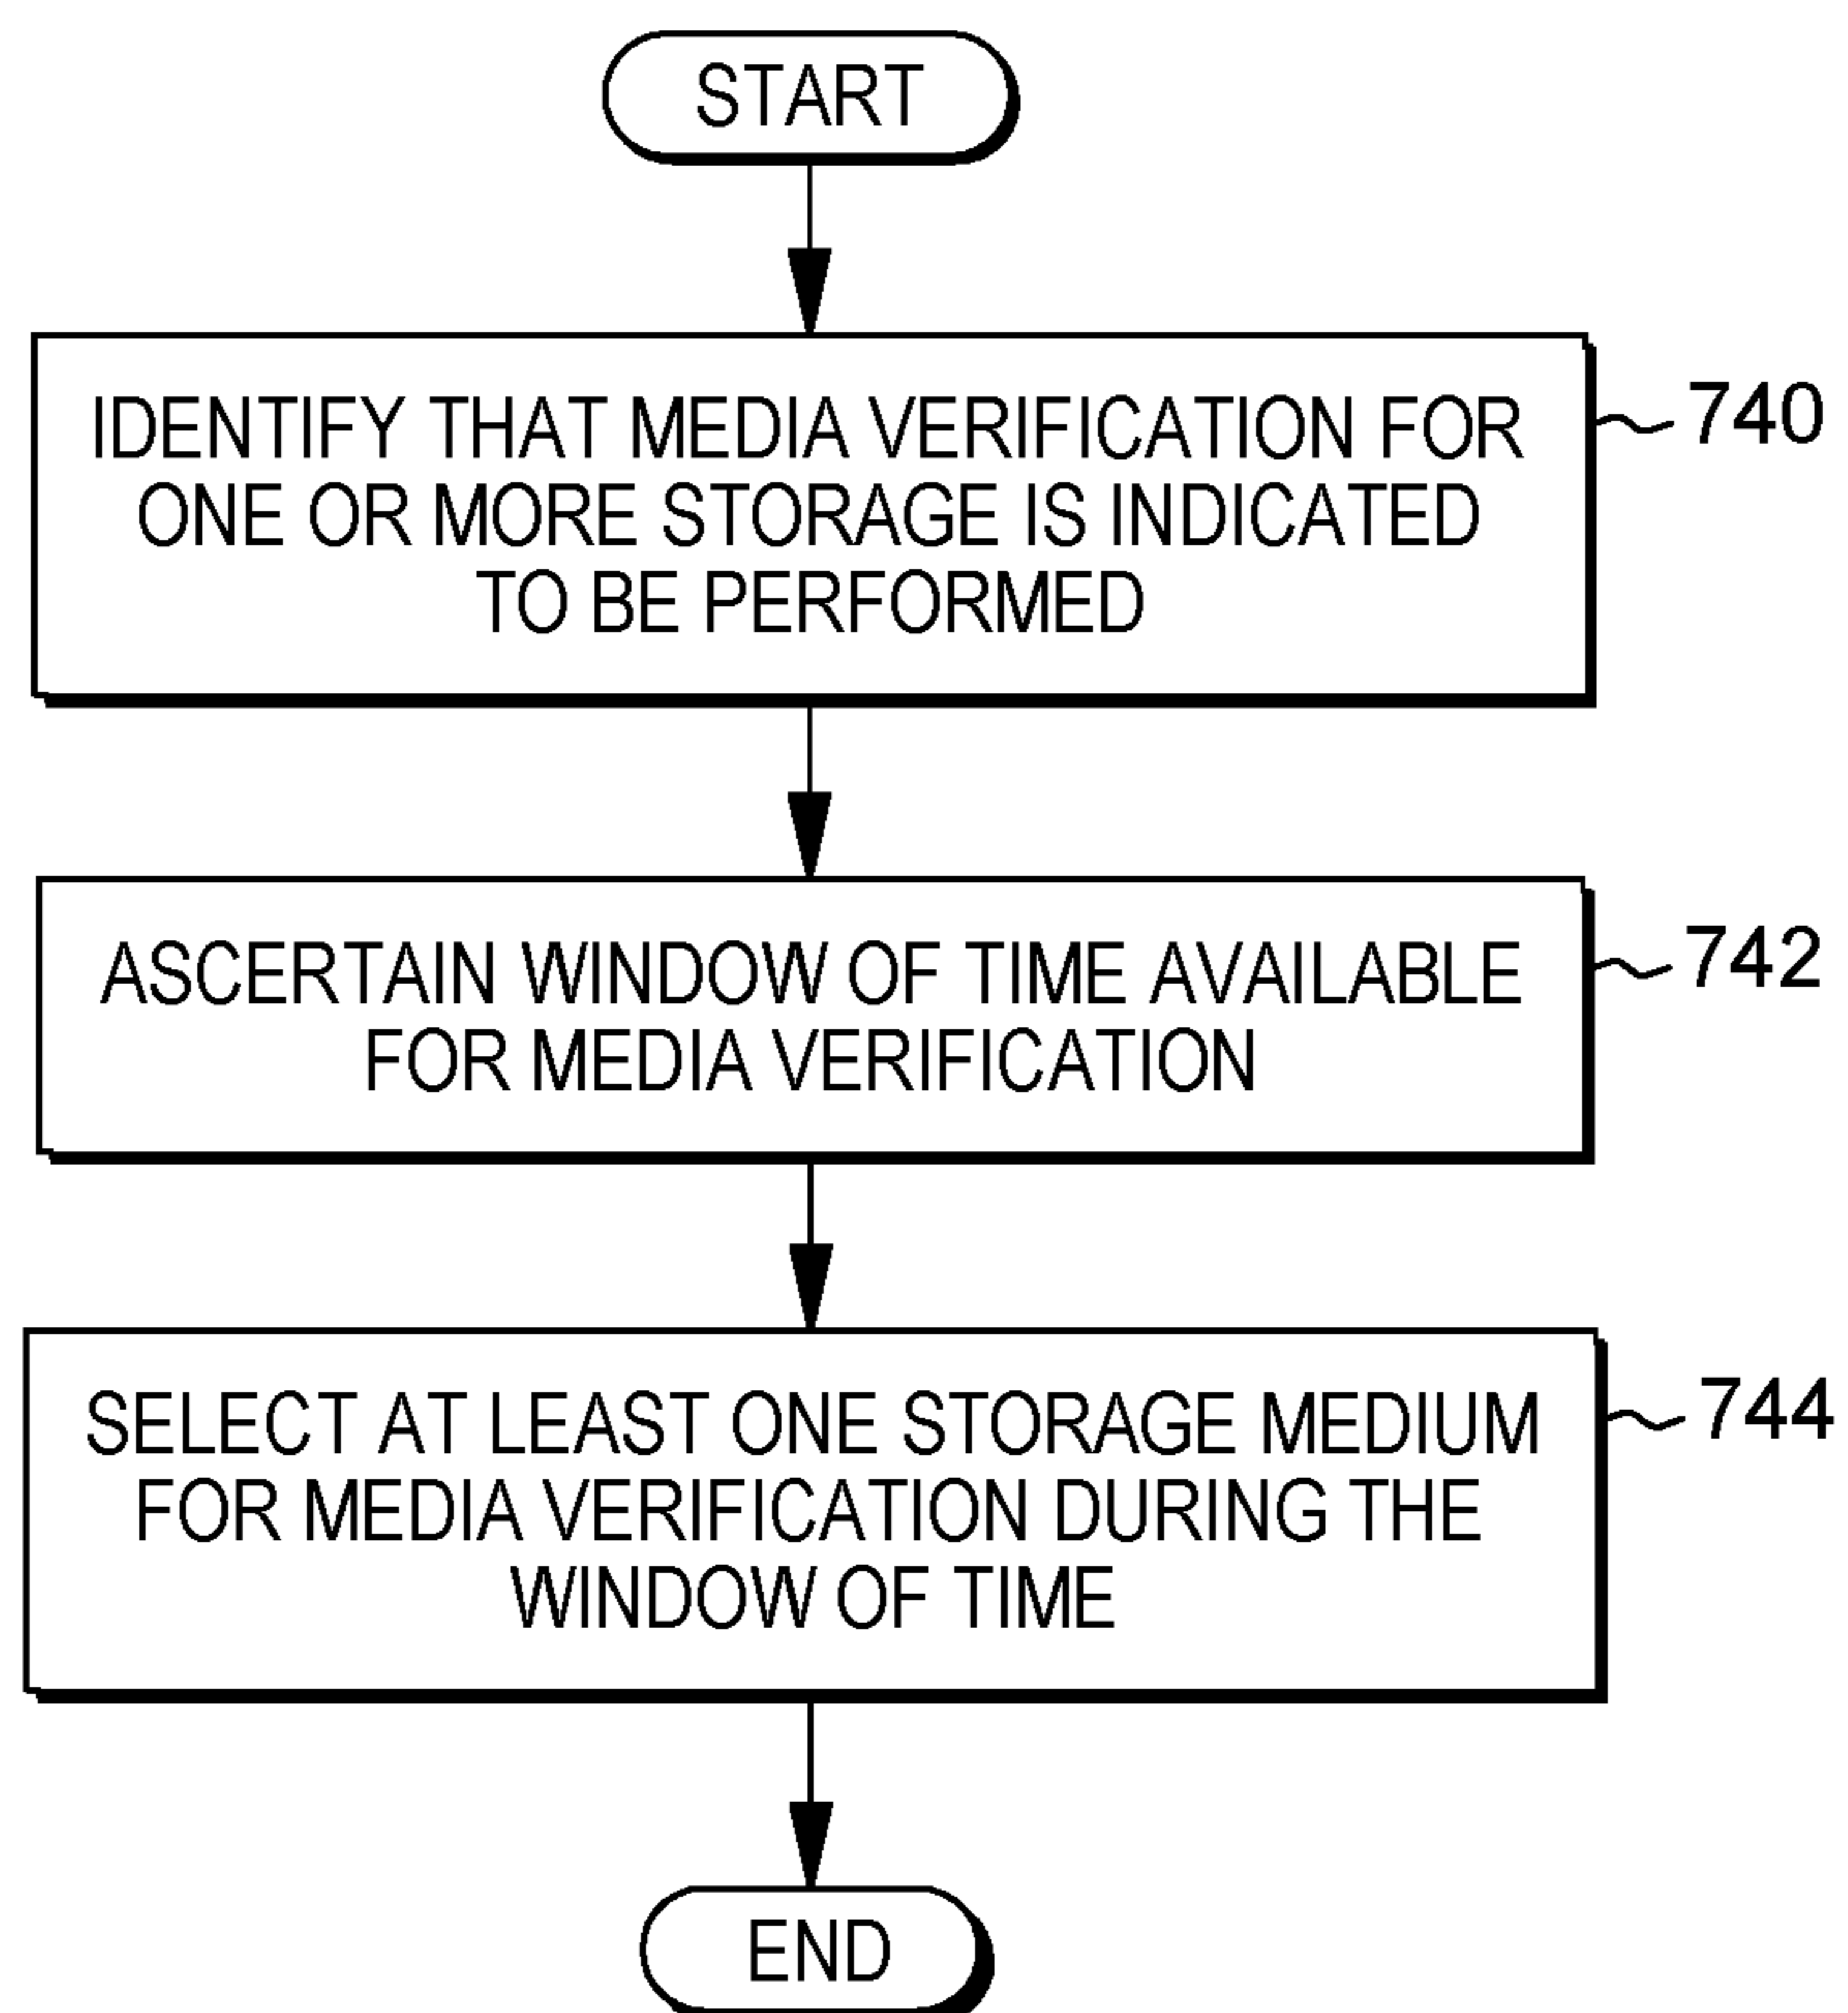 START
IDENTIFY THAT MEDIA VERIFICATION FOR
ONE OR MORE STORAGE IS INDICATED
TO BE PERFORMED
740
ASCERTAIN WINDOW OF TIME AVAILABLE
FOR MEDIA VERIFICATION
742
SELECT AT LEAST ONE STORAGE MEDIUM
FOR MEDIA VERIFICATION DURING THE
WINDOW OF TIME
744
END